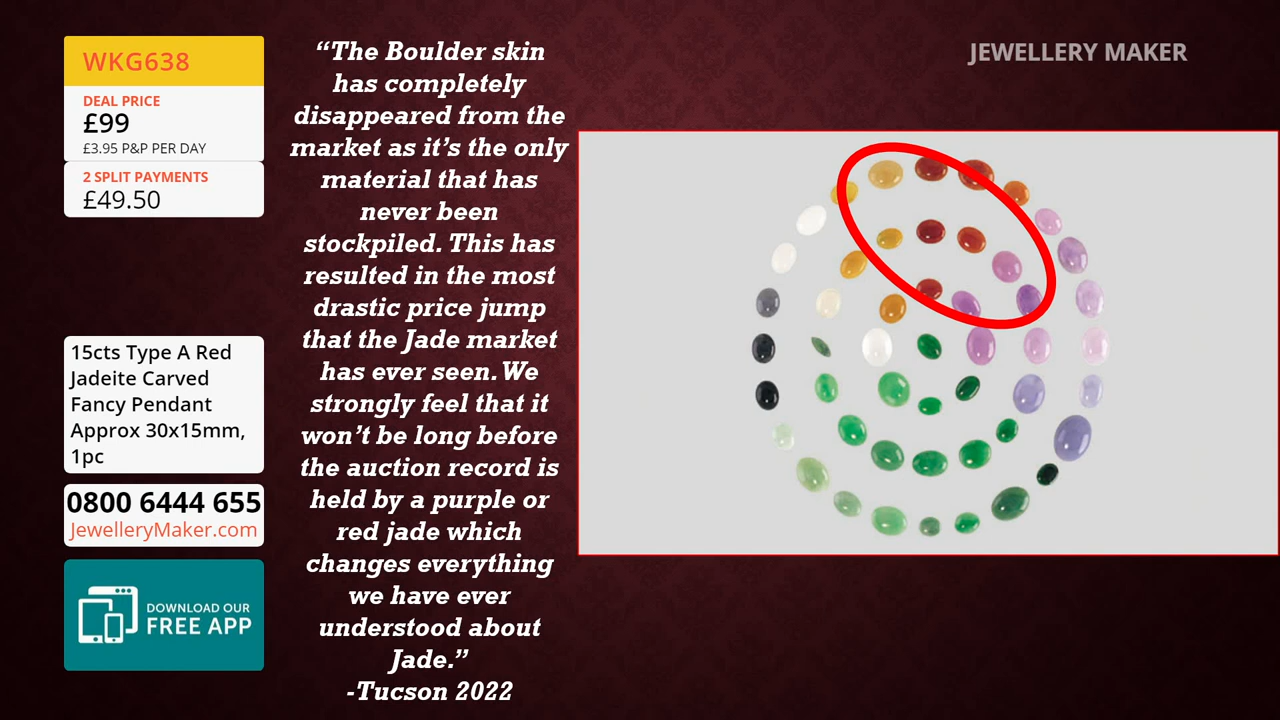 WKG638
DEAL PRICE
£99
£3.95 P&P PER DAY
2 SPLIT PAYMENTS
£49.50
15cts Type A Red
Jadeite Carved
Fancy Pendant
Approx 30x15mm,
1pc
0800 6444 655
JewelleryMaker.com
DOWNLOAD OUR
FREE APP
“The Boulder skin
has completely
disappeared from the
market as it’s the only
material that has
never been
stockpiled. This has
resulted in the most
drastic price jump
that the Jade market
has ever seen. We
strongly feel that it
won’t be long before
the auction record is
held by a purple or
red jade which
changes everything
we have ever
understood about
Jade.”
-Tucson 2022
JEWELLERY MAKER